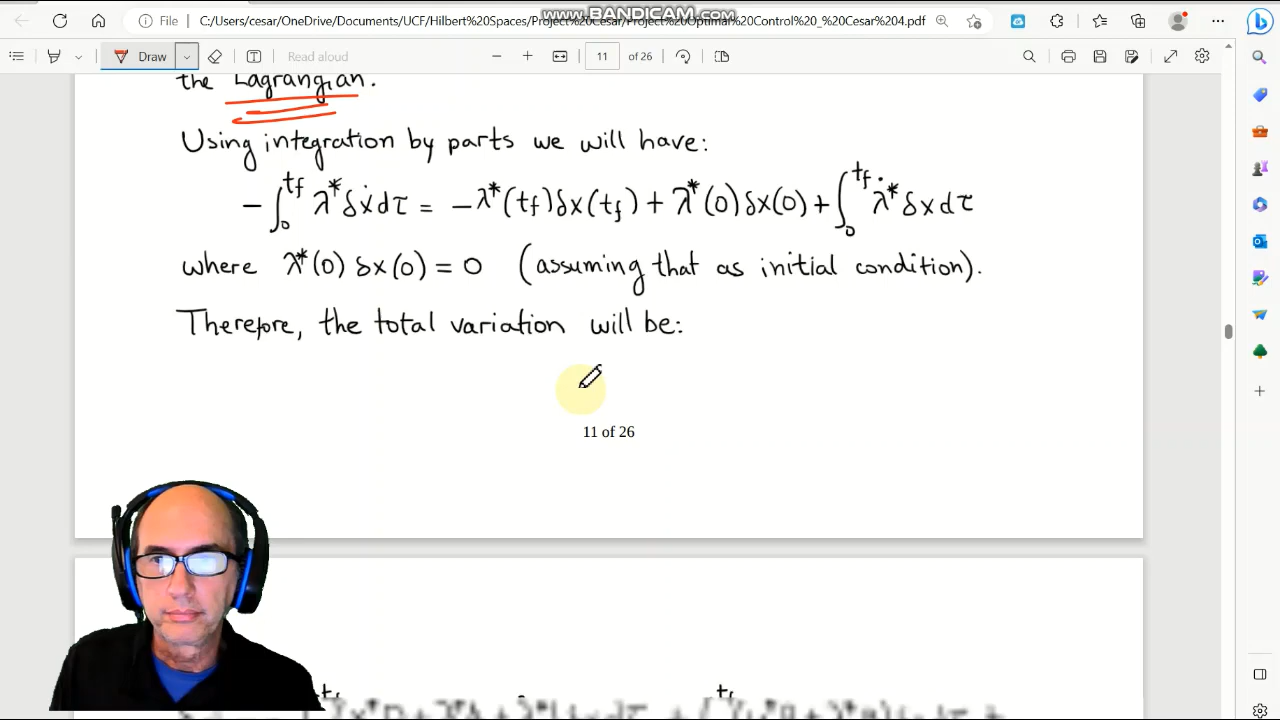 www.BANDICAM.com
File C:/Users/cesar/OneDrive/Documents/UCF/Hilbert%20Spaces/Project%20Cesar/Project%20Optimal%20Control%20_%20Cesar%204.pdf
Draw Read aloud 11 of 26
the Lagrangian.
Using integration by parts we will have:
-∫₀^{tf} λ* δẋ dτ = -λ*(tf) δx(tf) + λ*(0) δx(0) + ∫₀^{tf} λ̇* δx dτ
where λ*(0) δx(0) = 0 (assuming that as initial condition).
Therefore, the total variation will be:
11 of 26